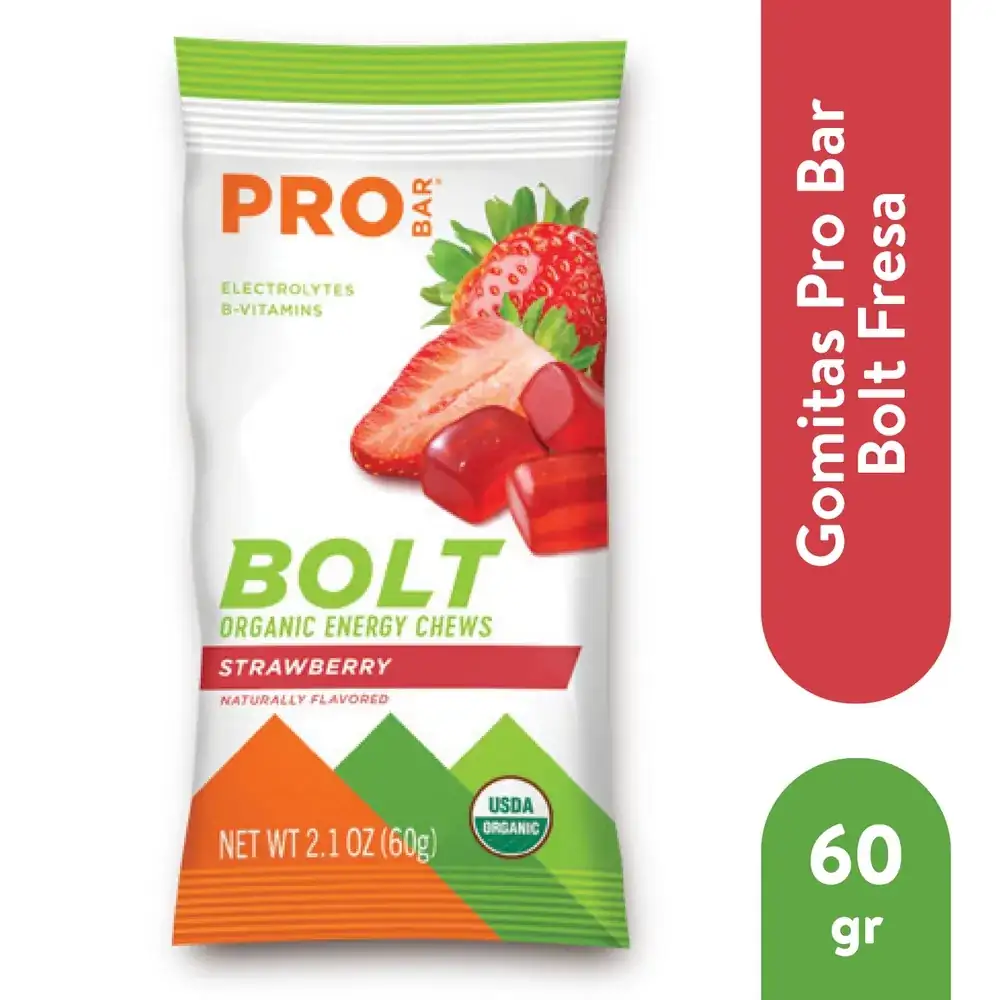 PRO BAR
ELECTROLYTES
B-VITAMINS
BOLT
ORGANIC ENERGY CHEWS
STRAWBERRY
NATURALLY FLAVORED
USDA
ORGANIC
NET WT 2.1 OZ (60g)
Gomitas Pro Bar
Bolt Fresa
60
gr